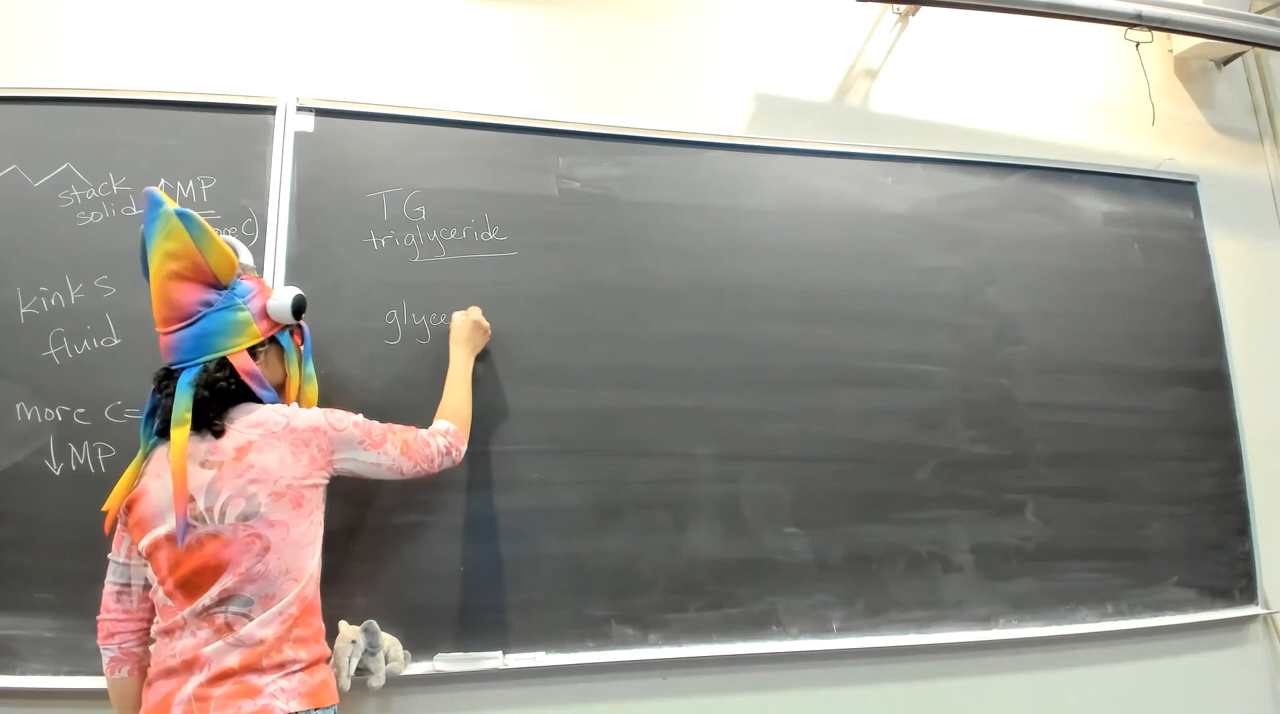 stack ↑MP
solid
kinks
fluid
more C=
↓MP
TG
triglyceride
glyce